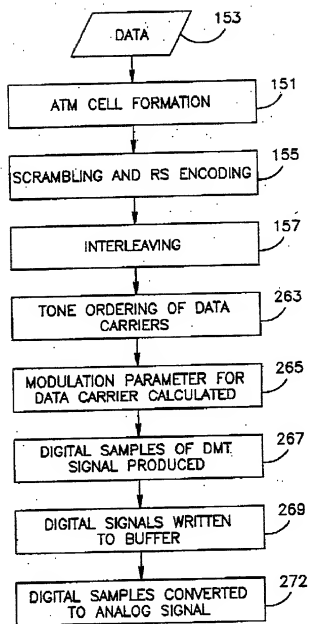 DATA
153
ATM CELL FORMATION
151
SCRAMBLING AND RS ENCODING
155
INTERLEAVING
157
TONE ORDERING OF DATA
CARRIERS
263
MODULATION PARAMETER FOR
DATA CARRIER CALCULATED
265
DIGITAL SAMPLES OF DMT
SIGNAL PRODUCED
267
DIGITAL SIGNALS WRITTEN
TO BUFFER
269
DIGITAL SAMPLES CONVERTED
TO ANALOG SIGNAL
272